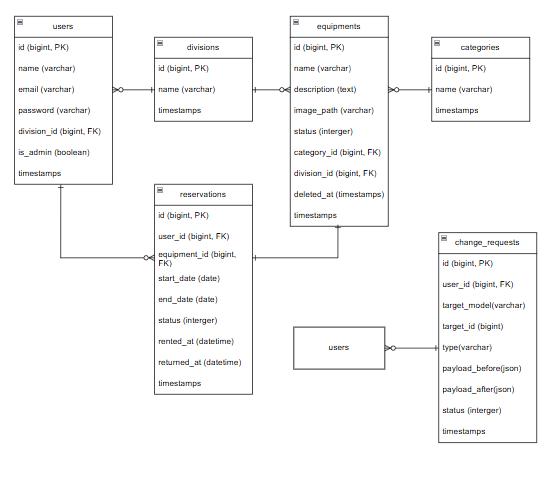 users
id (bigint, PK)
name (varchar)
email (varchar)
password (varchar)
division_id (bigint, FK)
is_admin (boolean)
timestamps
divisions
id (bigint, PK)
name (varchar)
timestamps
equipments
id (bigint, PK)
name (varchar)
description (text)
image_path (varchar)
status (interger)
category_id (bigint, FK)
division_id (bigint, FK)
deleted_at (timestamps)
timestamps
categories
id (bigint, PK)
name (varchar)
timestamps
reservations
id (bigint, PK)
user_id (bigint, FK)
equipment_id (bigint,
FK)
start_date (date)
end_date (date)
status (interger)
rented_at (datetime)
returned_at (datetime)
timestamps
users
change_requests
id (bigint, PK)
user_id (bigint, FK)
target_model(varchar)
target_id (bigint)
type(varchar)
payload_before(json)
payload_after(json)
status (interger)
timestamps